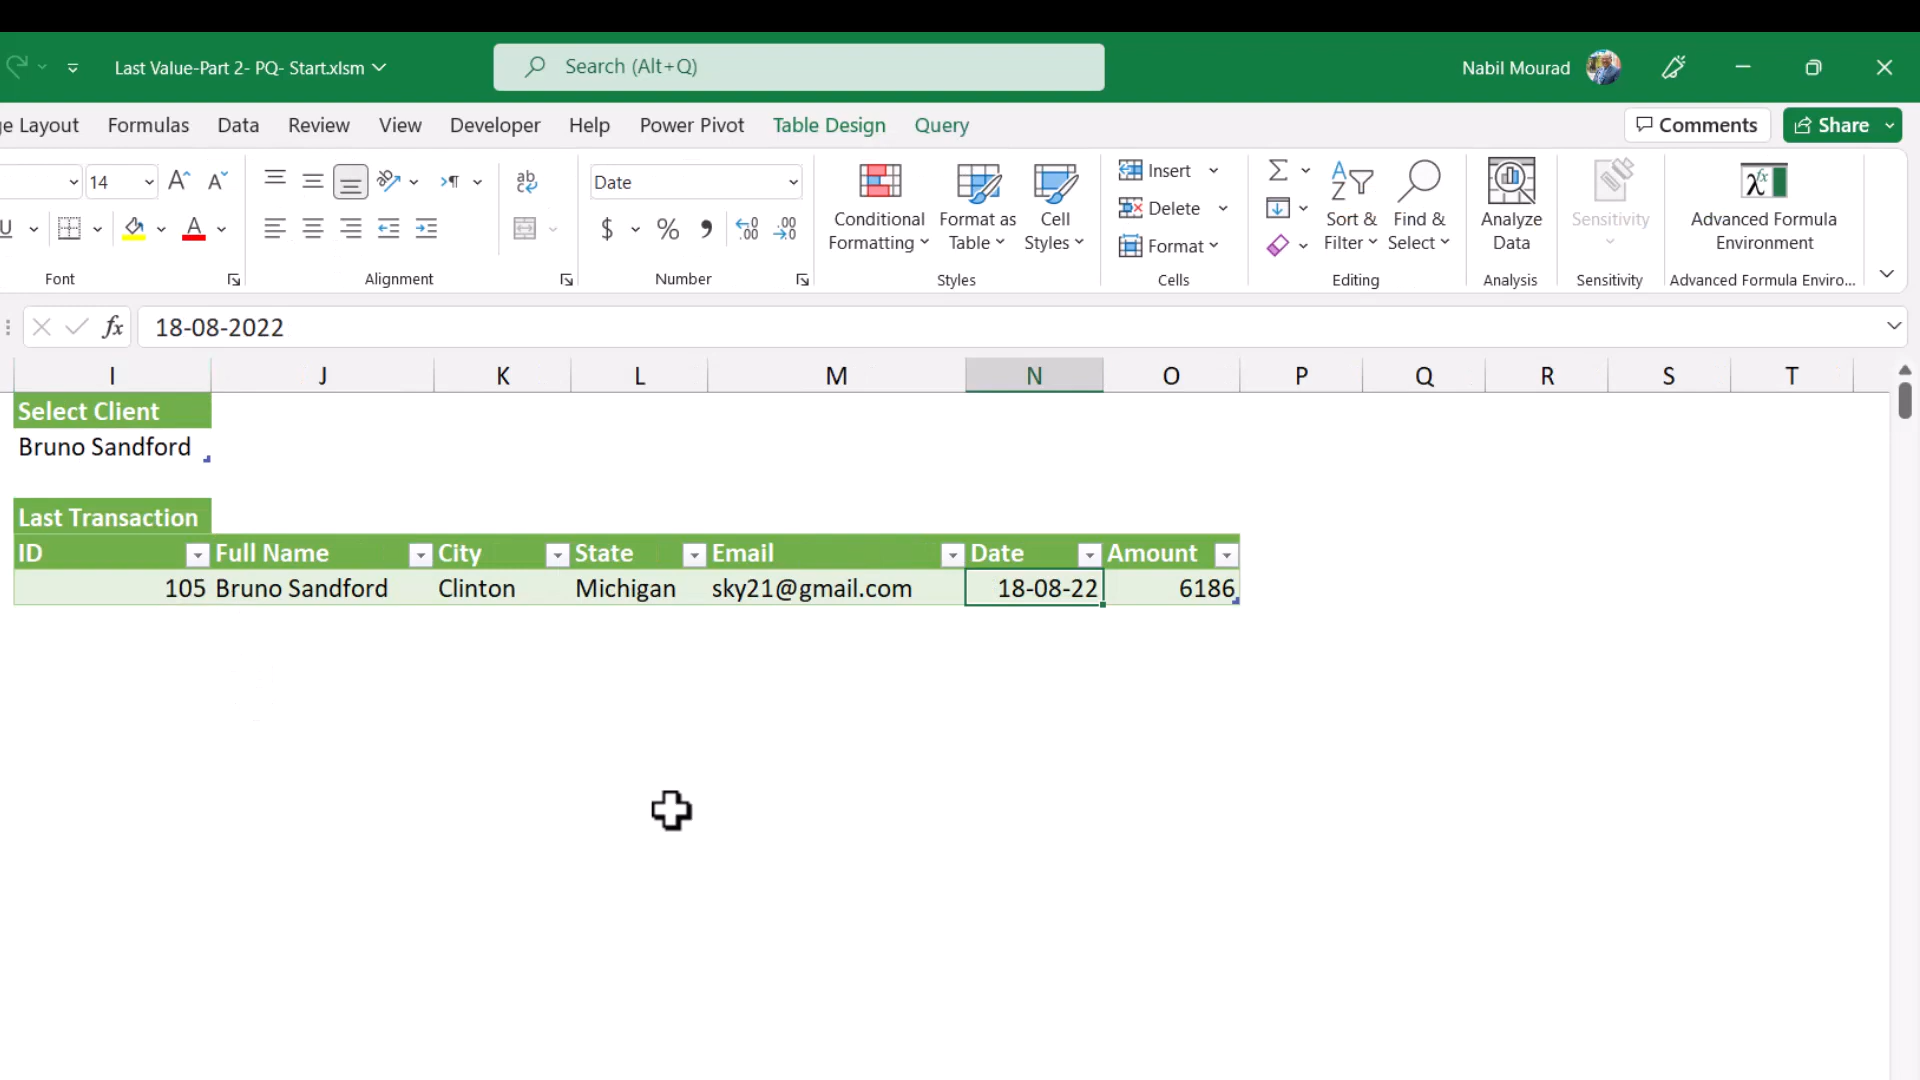 Last Value-Part 2- PQ- Start.xlsm
Search (Alt+Q)
Nabil Mourad
ge Layout Formulas Data Review View Developer Help Power Pivot Table Design Query Comments Share
14 ab c Date Conditional Formatting Format as Table Cell Styles Insert Delete Format Sort & Filter Find & Select Analyze Data Sensitivity Advanced Formula Environment
U A $ % , .00
Font Alignment Number Styles Cells Editing Analysis Sensitivity Advanced Formula Enviro...
fx 18-08-2022
I J K L M N O P Q R S T
Select Client
Bruno Sandford
Last Transaction
ID Full Name City State Email Date Amount
105 Bruno Sandford Clinton Michigan sky21@gmail.com 18-08-22 6186